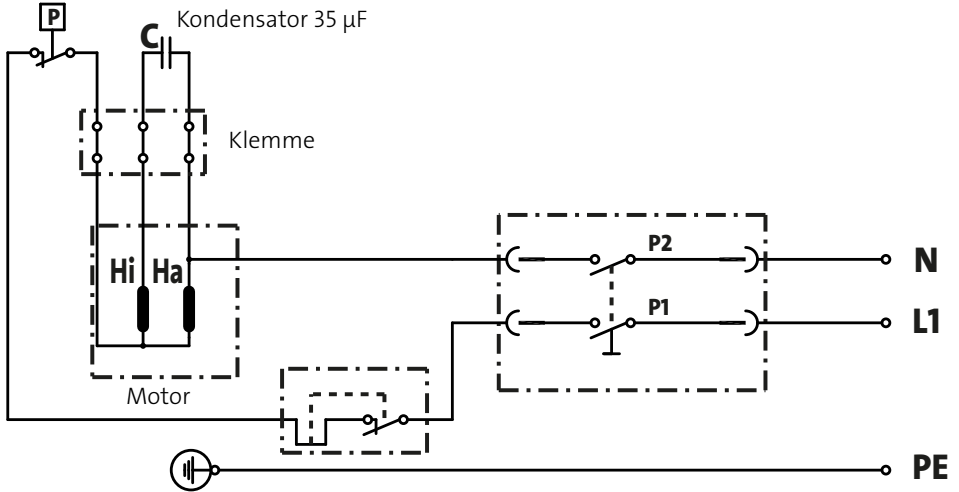 P
C
Kondensator 35 µF
Klemme
Hi Ha
P2
N
P1
L1
Motor
PE